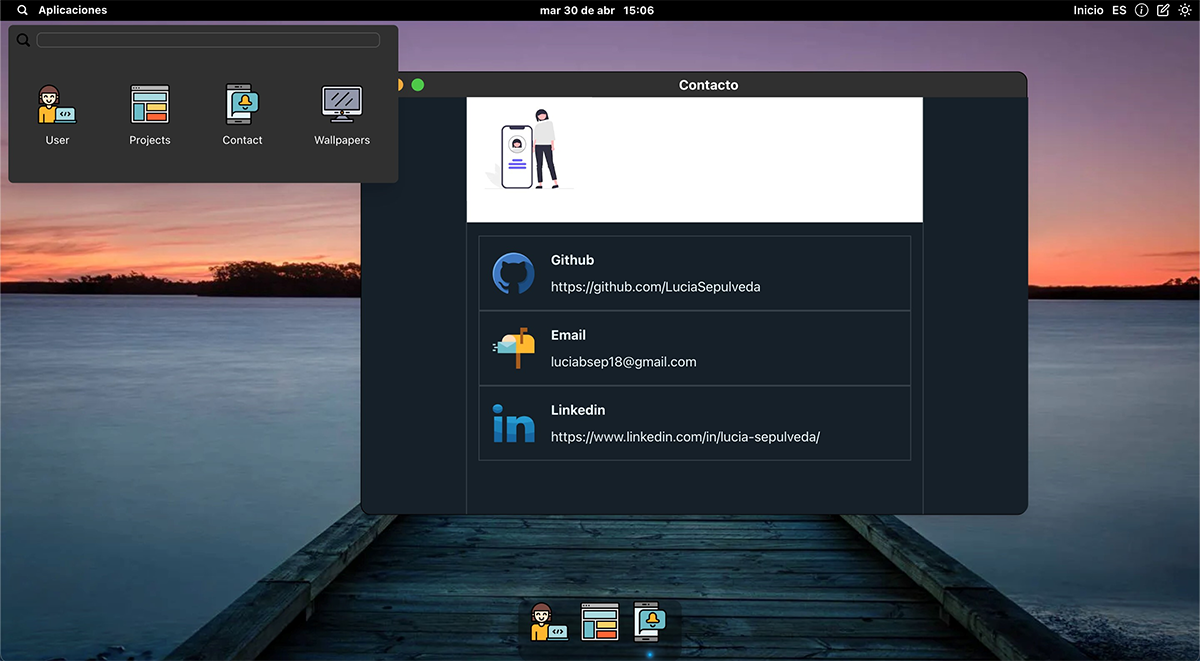 Aplicaciones
mar 30 de abr 15:06
Inicio ES
User
Projects
Contact
Wallpapers
Contacto
Github
https://github.com/LuciaSepulveda
Email
luciabsep18@gmail.com
Linkedin
https://www.linkedin.com/in/lucia-sepulveda/